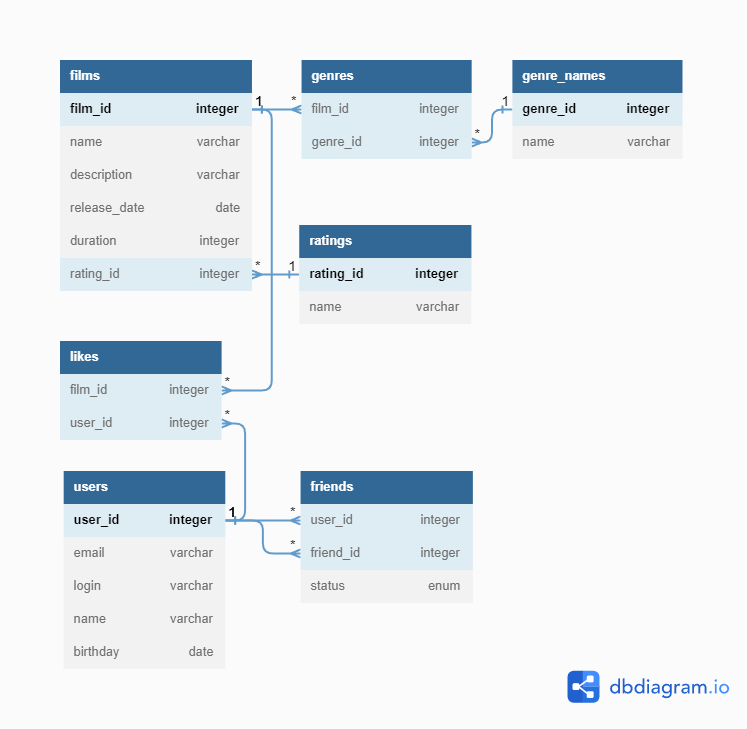 films
film_id integer
name varchar
description varchar
release_date date
duration integer
rating_id integer
genres
film_id integer
genre_id integer
genre_names
genre_id integer
name varchar
ratings
rating_id integer
name varchar
likes
film_id integer
user_id integer
users
user_id integer
email varchar
login varchar
name varchar
birthday date
friends
user_id integer
friend_id integer
status enum
1
*
*
1
*
1
*
*
1
*
*
dbdiagram.io